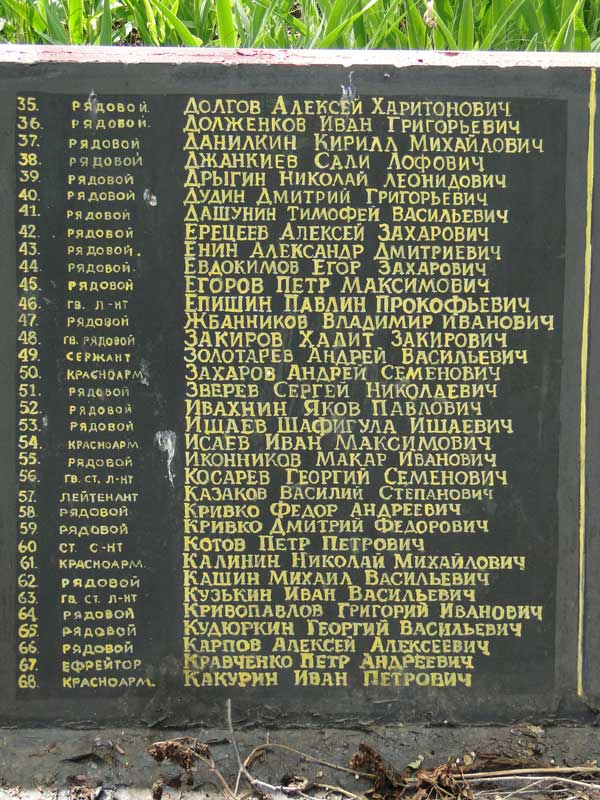 35. РЯДОВОЙ. ДОЛГОВ АЛЕКСЕЙ ХАРИТОНОВИЧ
36. РЯДОВОЙ. ДОЛЖЕНКОВ ИВАН ГРИГОРЬЕВИЧ
37. РЯДОВОЙ ДАНИЛКИН КИРИЛЛ МИХАЙЛОВИЧ
38. РЯДОВОЙ ДЖАНКИЕВ САЛИ ЛОФОВИЧ
39. РЯДОВОЙ ДРЫГИН НИКОЛАЙ ЛЕОНИДОВИЧ
40. РЯДОВОЙ ДУДИН ДМИТРИЙ ГРИГОРЬЕВИЧ
41. РЯДОВОЙ ДАШУНИН ТИМОФЕЙ ВАСИЛЬЕВИЧ
42. РЯДОВОЙ ЕРЕЦЕЕВ АЛЕКСЕЙ ЗАХАРОВИЧ
43. РЯДОВОЙ. ЕНИН АЛЕКСАНДР ДМИТРИЕВИЧ
44. РЯДОВОЙ. ЕВДОКИМОВ ЕГОР ЗАХАРОВИЧ
45. РЯДОВОЙ ЕГОРОВ ПЕТР МАКСИМОВИЧ
46. ГВ. Л-НТ ЕПИШИН ПАВЛИН ПРОКОФЬЕВИЧ
47. РЯДОВОЙ ЖБАННИКОВ ВЛАДИМИР ИВАНОВИЧ
48. ГВ. РЯДОВОЙ ЗАКИРОВ ХАЛИТ ЗАКИРОВИЧ
49. СЕРЖАНТ ЗОЛОТАРЕВ АНДРЕЙ ВАСИЛЬЕВИЧ
50. КРАСНОАРМ. ЗАХАРОВ АНДРЕЙ СЕМЕНОВИЧ
51. РЯДОВОЙ ЗВЕРЕВ СЕРГЕЙ НИКОЛАЕВИЧ
52. РЯДОВОЙ ИВАХНИН ЯКОВ ПАВЛОВИЧ
53. РЯДОВОЙ ИШАЕВ ШАФИГУЛА ИШАЕВИЧ
54. КРАСНОАРМ. ИСАЕВ ИВАН МАКСИМОВИЧ
55. РЯДОВОЙ ИКОННИКОВ МАКАР ИВАНОВИЧ
56. ГВ. СТ. Л-НТ КОСАРЕВ ГЕОРГИЙ СЕМЕНОВИЧ
57. ЛЕЙТЕНАНТ КАЗАКОВ ВАСИЛИЙ СТЕПАНОВИЧ
58. РЯДОВОЙ КРИВКО ФЕДОР АНДРЕЕВИЧ
59. РЯДОВОЙ КРИВКО ДМИТРИЙ ФЕДОРОВИЧ
60 СТ. С-НТ КОТОВ ПЕТР ПЕТРОВИЧ
61. КРАСНОАРМ. КАЛИНИН НИКОЛАЙ МИХАЙЛОВИЧ
62. РЯДОВОЙ КАШИН МИХАИЛ ВАСИЛЬЕВИЧ
63. ГВ. СТ. Л-НТ КУЗЬКИН ИВАН ВАСИЛЬЕВИЧ
64. РЯДОВОЙ КРИВОПАВЛОВ ГРИГОРИЙ ИВАНОВИЧ
65. РЯДОВОЙ КУДЮРКИН ГЕОРГИЙ ВАСИЛЬЕВИЧ
66. РЯДОВОЙ КАРПОВ АЛЕКСЕЙ АЛЕКСЕЕВИЧ
67. ЕФРЕЙТОР КРАВЧЕНКО ПЕТР АНДРЕЕВИЧ
68. КРАСНОАРМ. КАКУРИН ИВАН ПЕТРОВИЧ